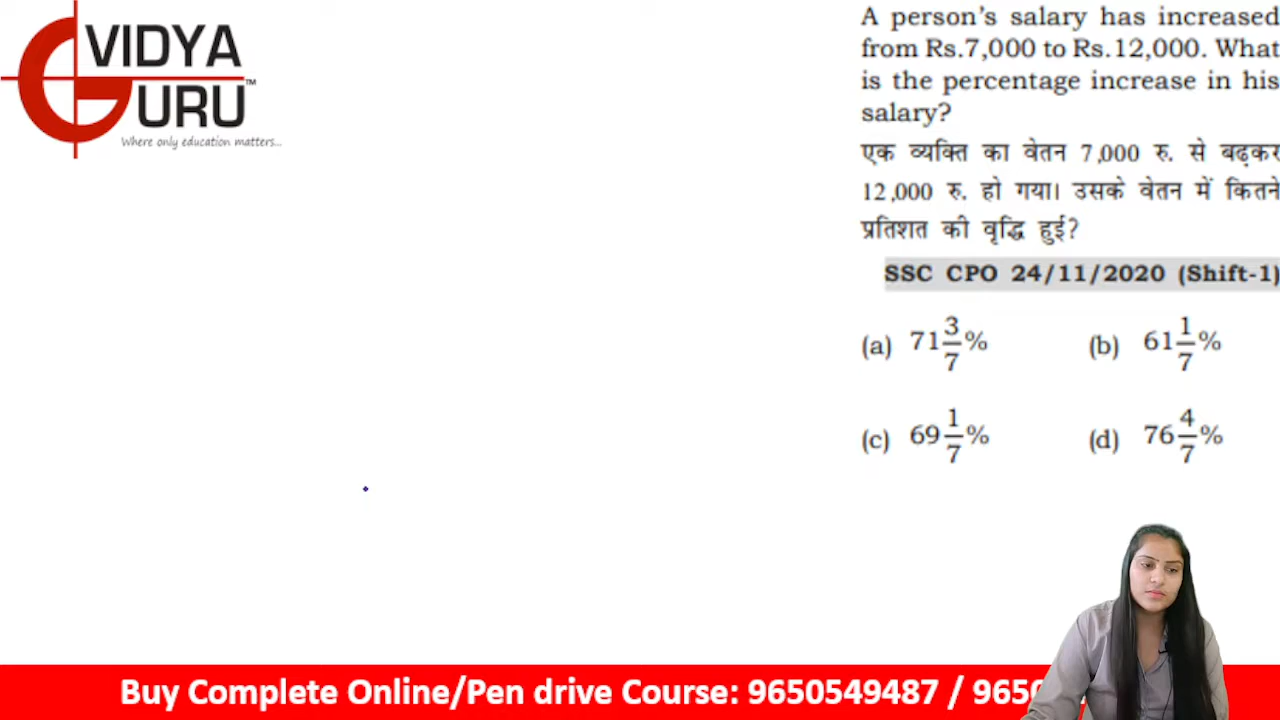 VIDYA
GURU™
Where only education matters...
A person's salary has increased
from Rs.7,000 to Rs.12,000. What
is the percentage increase in his
salary?
एक व्यक्ति का वेतन 7,000 रु. से बढ़कर
12,000 रु. हो गया। उसके वेतन में कितने
प्रतिशत की वृद्धि हुई?
SSC CPO 24/11/2020 (Shift-1)
(a) 71 3/7 % (b) 61 1/7 %
(c) 69 1/7 % (d) 76 4/7 %
Buy Complete Online/Pen drive Course: 9650549487 /